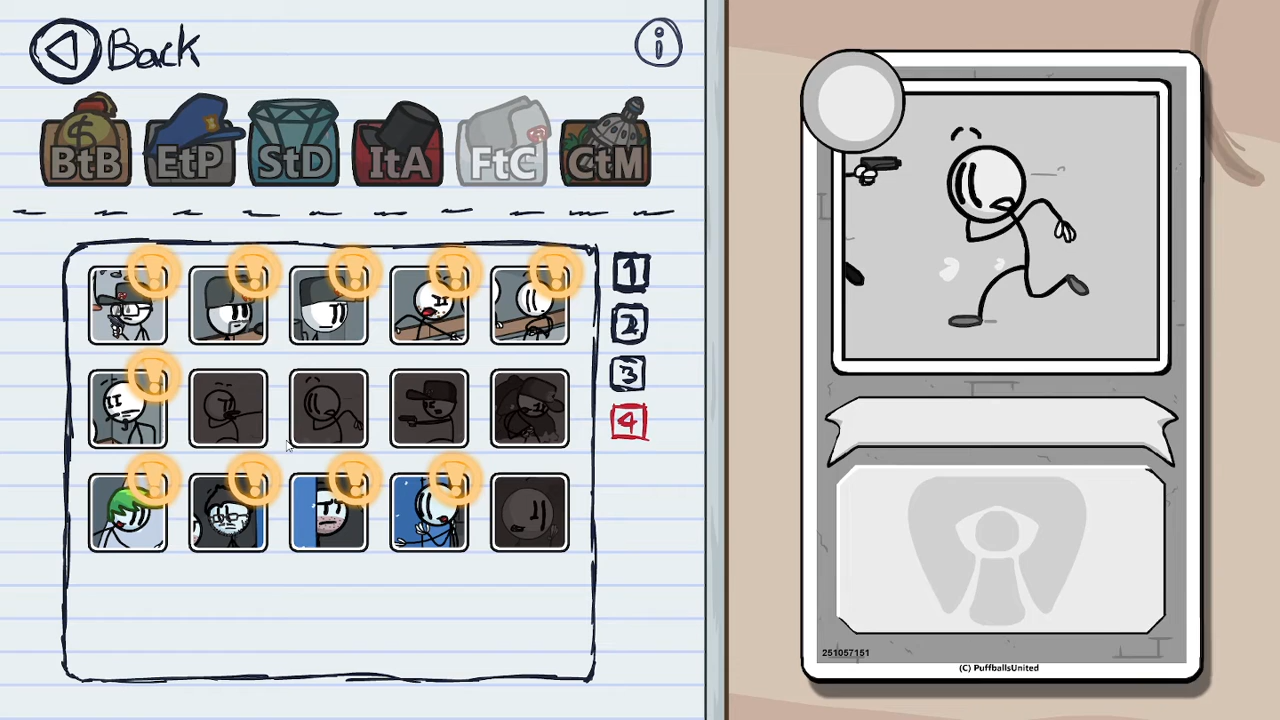 Back
i
BtB EtP StD ItA FtC CtM
1
2
3
4
251057151
(C) PuffballsUnited